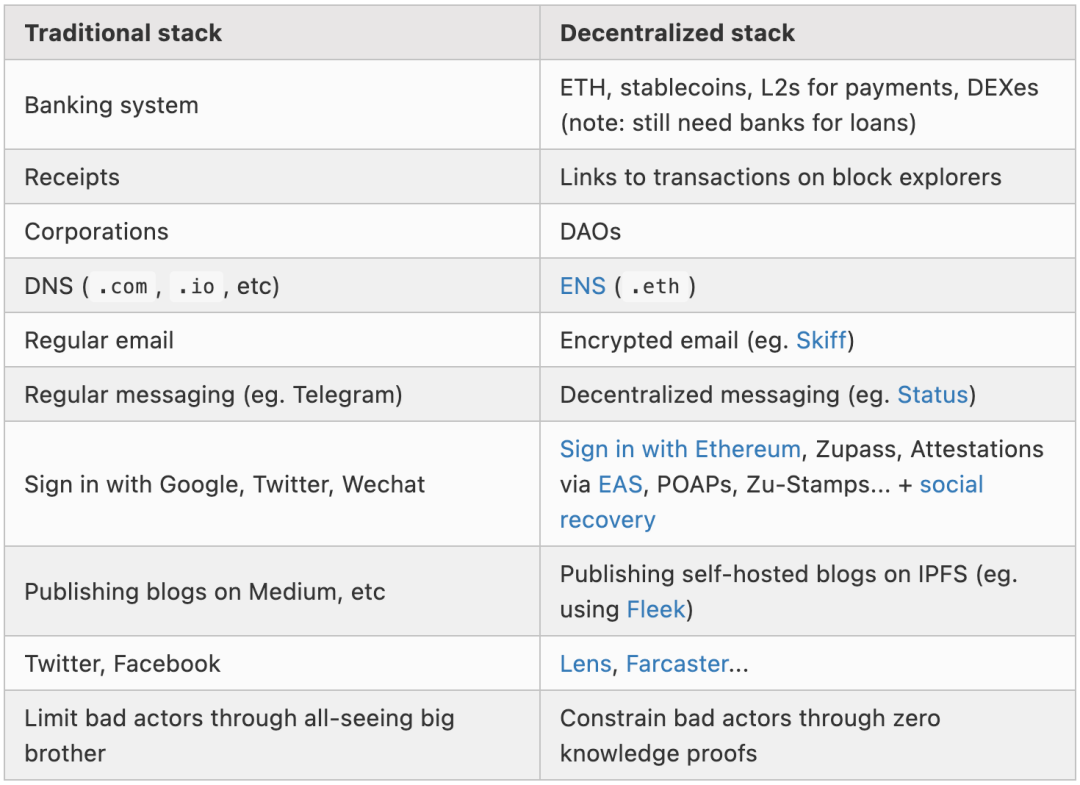 Traditional stack
Decentralized stack
Banking system
ETH, stablecoins, L2s for payments, DEXes
(note: still need banks for loans)
Receipts
Links to transactions on block explorers
Corporations
DAOs
DNS ( .com , .io , etc)
ENS ( .eth )
Regular email
Encrypted email (eg. Skiff)
Regular messaging (eg. Telegram)
Decentralized messaging (eg. Status)
Sign in with Google, Twitter, Wechat
Sign in with Ethereum, Zupass, Attestations
via EAS, POAPs, Zu-Stamps... + social
recovery
Publishing blogs on Medium, etc
Publishing self-hosted blogs on IPFS (eg.
using Fleek)
Twitter, Facebook
Lens, Farcaster...
Limit bad actors through all-seeing big
brother
Constrain bad actors through zero
knowledge proofs